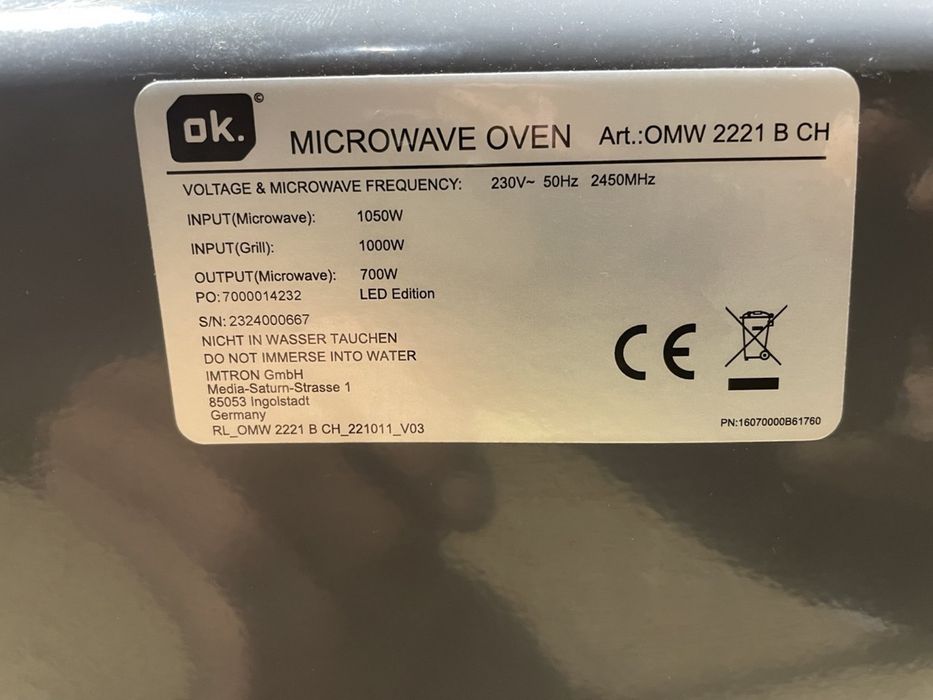 ok.©
MICROWAVE OVEN Art.:OMW 2221 B CH
VOLTAGE & MICROWAVE FREQUENCY: 230V~ 50Hz 2450MHz
INPUT(Microwave): 1050W
INPUT(Grill): 1000W
OUTPUT(Microwave): 700W
PO:7000014232 LED Edition
S/N: 2324000667
NICHT IN WASSER TAUCHEN
DO NOT IMMERSE INTO WATER
IMTRON GmbH
Media-Saturn-Strasse 1
85053 Ingolstadt
Germany
RL_OMW 2221 B CH_221011_V03
CE
PN:16070000B61760